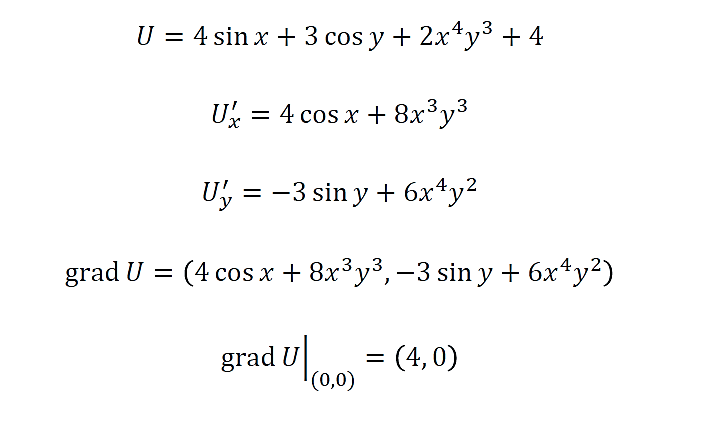 U = 4 sin x + 3 cos y + 2x⁴y³ + 4
U′ₓ = 4 cos x + 8x³y³
U′ᵧ = −3 sin y + 6x⁴y²
grad U = (4 cos x + 8x³y³, −3 sin y + 6x⁴y²)
grad U|₍₀,₀₎ = (4, 0)